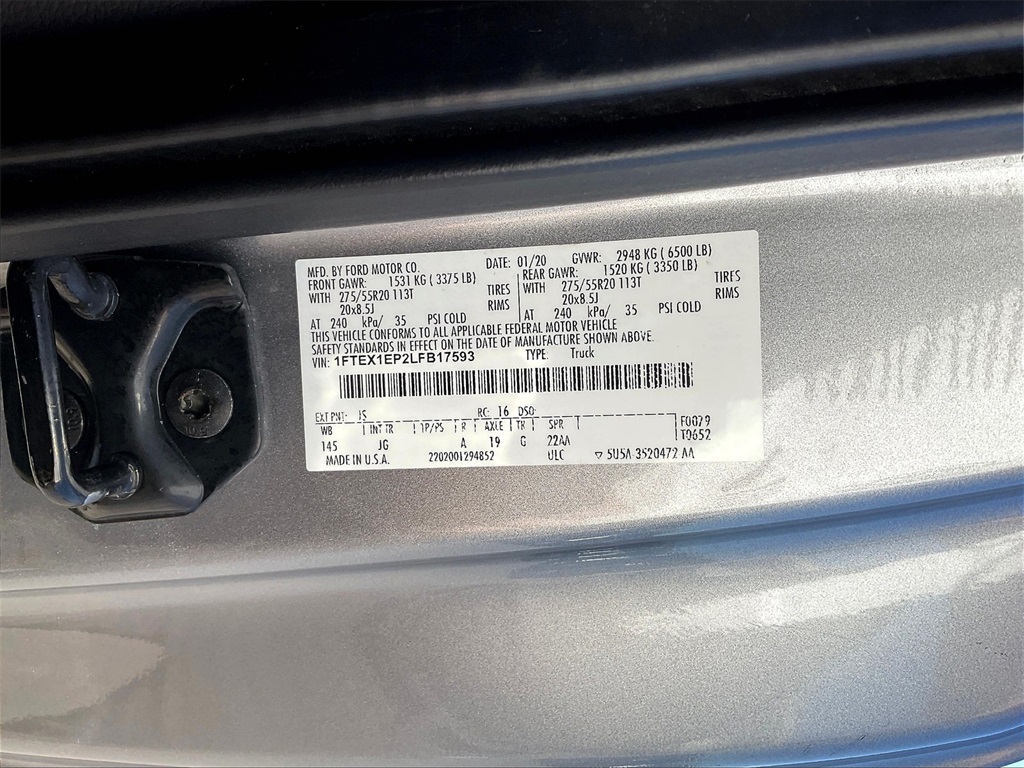 MFD. BY FORD MOTOR CO. DATE: 01/20 GVWR: 2948 KG ( 6500 LB)
FRONT GAWR: 1531 KG ( 3375 LB) REAR GAWR: 1520 KG ( 3350 LB)
WITH 275/55R20 113T TIRES WITH 275/55R20 113T TIRES
20x8.5J RIMS 20x8.5J RIMS
AT 240 kPa/ 35 PSI COLD AT 240 kPa/ 35 PSI COLD
THIS VEHICLE CONFORMS TO ALL APPLICABLE FEDERAL MOTOR VEHICLE
SAFETY STANDARDS IN EFFECT ON THE DATE OF MANUFACTURE SHOWN ABOVE.
VIN: 1FTEX1EP2LFB17593 TYPE: Truck
EXT PNT: JS RC: 16 DSO: F0879
WB INT TR TP/PS R AXLE TR SPR T0652
145 JG A 19 G 22AA
MADE IN U.S.A. 2202001294852 ULC ▽ 5U5A 3520472 AA